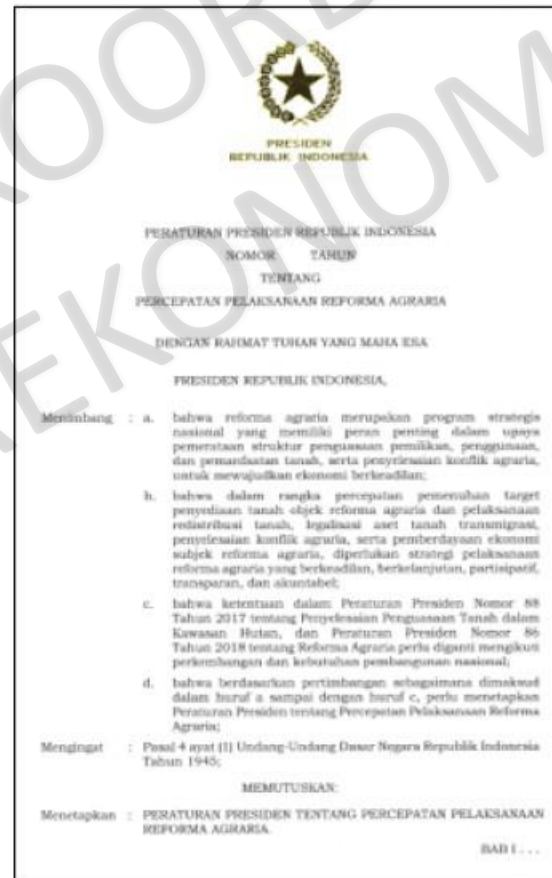 PRESIDEN
REPUBLIK INDONESIA
PERATURAN PRESIDEN REPUBLIK INDONESIA
NOMOR TAHUN
TENTANG
PERCEPATAN PELAKSANAAN REFORMA AGRARIA
DENGAN RAHMAT TUHAN YANG MAHA ESA
PRESIDEN REPUBLIK INDONESIA,
Menimbang : a. bahwa reforma agraria merupakan program strategis
nasional yang memiliki peran penting dalam upaya
pemerataan struktur penguasaan pemilikan, penggunaan,
dan pemanfaatan tanah, serta penyelesaian konflik agraria,
untuk mewujudkan ekonomi berkeadilan;
b. bahwa dalam rangka percepatan pemenuhan target
penyediaan tanah objek reforma agraria dan pelaksanaan
redistribusi tanah, legalisasi aset tanah transmigrasi,
penyelesaian konflik agraria, serta pemberdayaan ekonomi
subjek reforma agraria, diperlukan strategi pelaksanaan
reforma agraria yang berkeadilan, berkelanjutan, partisipatif,
transparan, dan akuntabel;
c. bahwa ketentuan dalam Peraturan Presiden Nomor 88
Tahun 2017 tentang Penyelesaian Penguasaan Tanah dalam
Kawasan Hutan, dan Peraturan Presiden Nomor 86
Tahun 2018 tentang Reforma Agraria perlu diganti mengikuti
perkembangan dan kebutuhan pembangunan nasional;
d. bahwa berdasarkan pertimbangan sebagaimana dimaksud
dalam huruf a sampai dengan huruf c, perlu menetapkan
Peraturan Presiden tentang Percepatan Pelaksanaan Reforma
Agraria;
Mengingat : Pasal 4 ayat (1) Undang-Undang Dasar Negara Republik Indonesia
Tahun 1945;
MEMUTUSKAN:
Menetapkan : PERATURAN PRESIDEN TENTANG PERCEPATAN PELAKSANAAN
REFORMA AGRARIA.
BAB I . . .